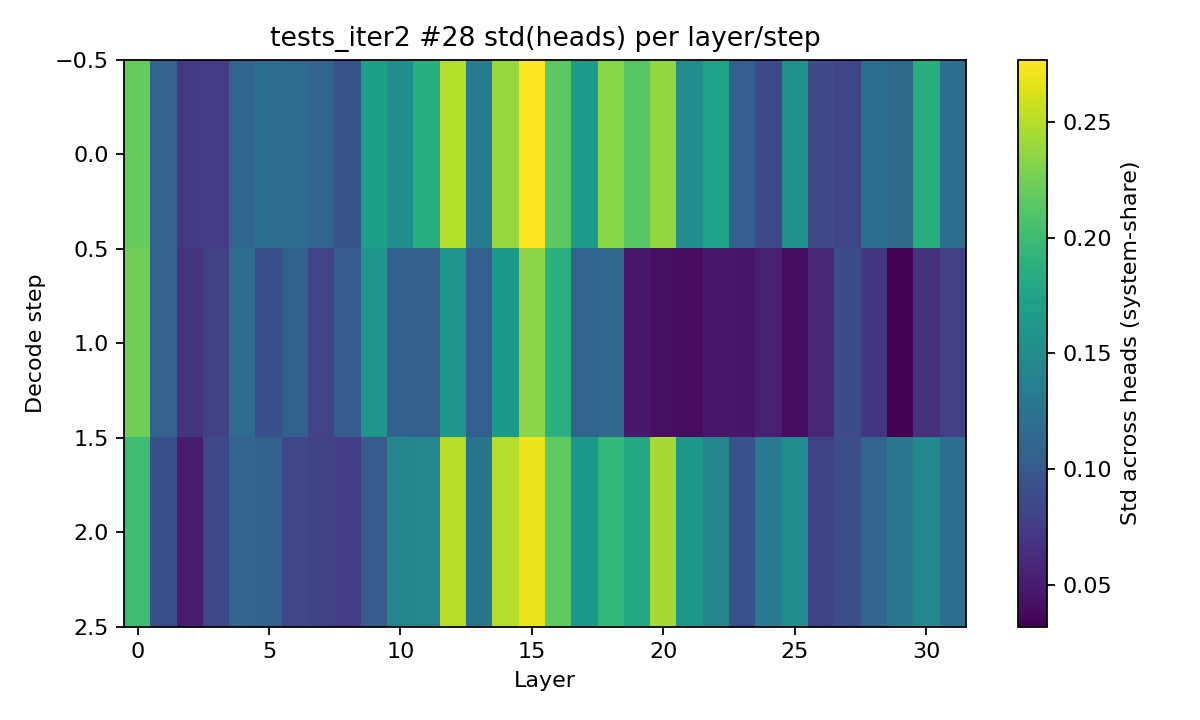 tests_iter2 #28 std(heads) per layer/step
−0.5
0.0
0.5
1.0
1.5
2.0
2.5
Decode step
0 5 10 15 20 25 30
Layer
0.25
0.20
0.15
0.10
0.05
Std across heads (system-share)